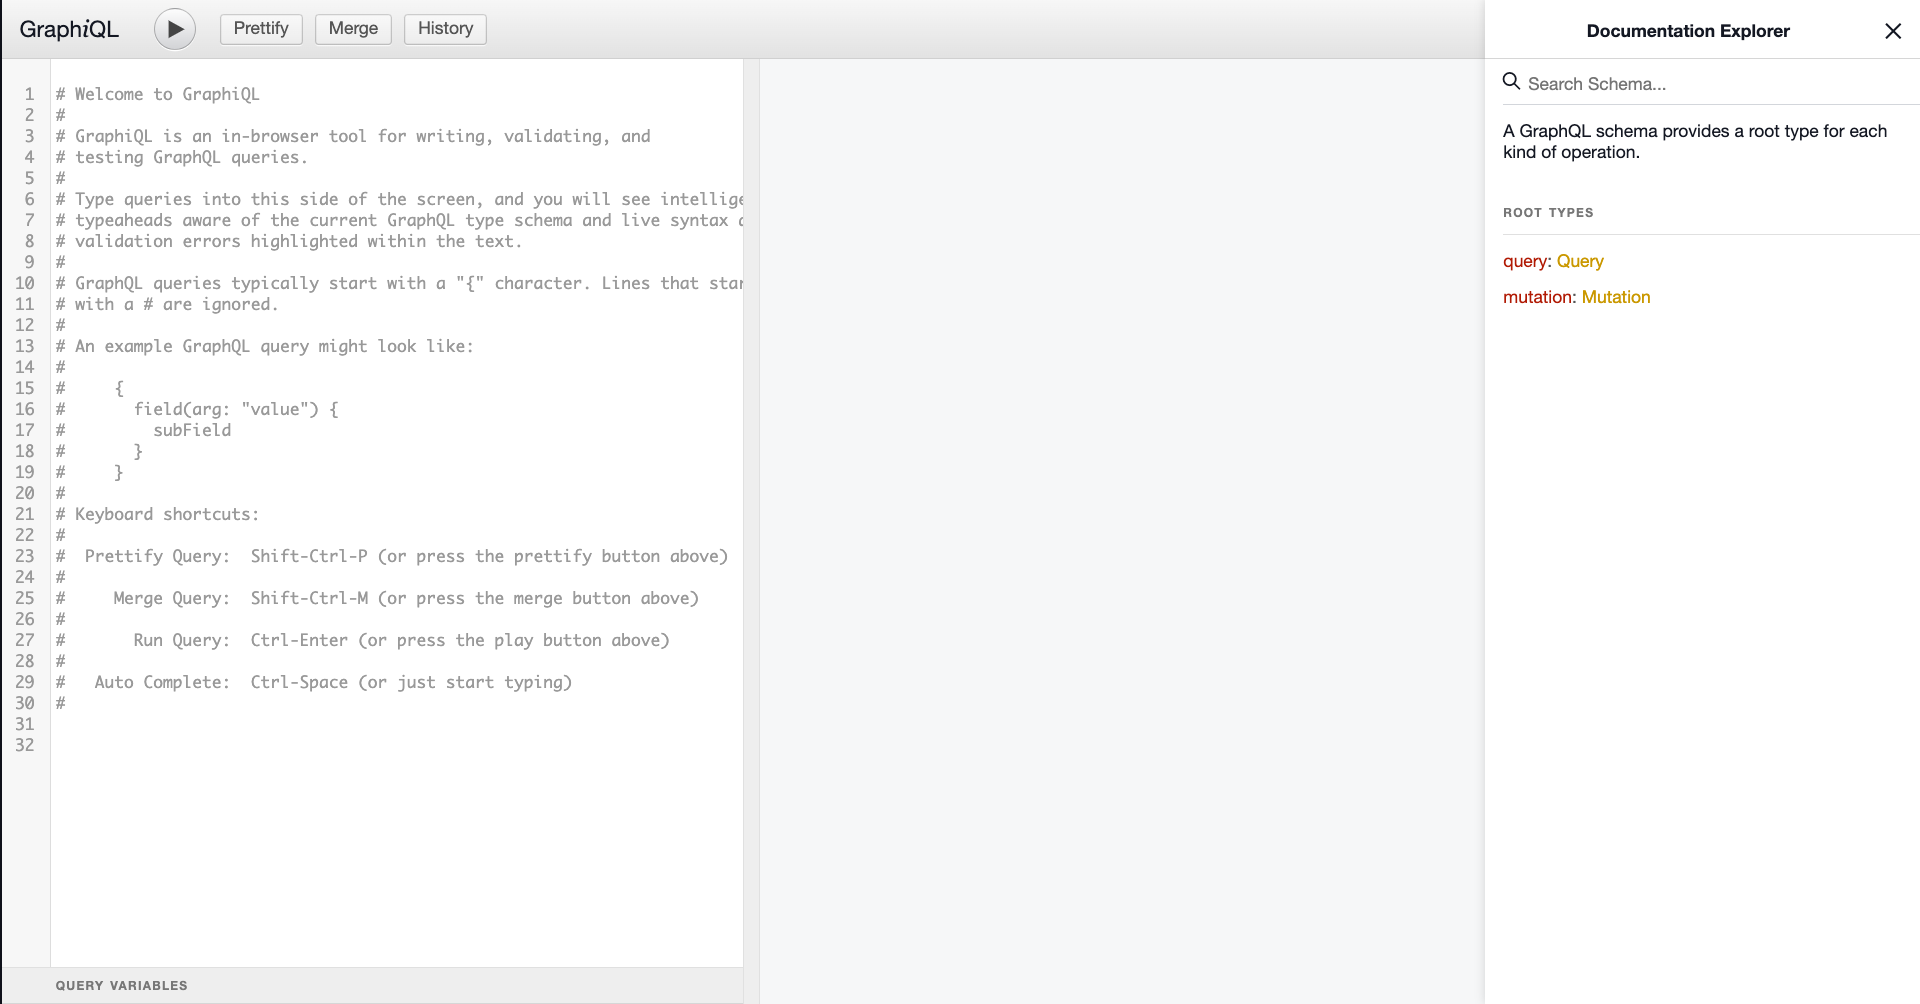 GraphiQL
Prettify
Merge
History
1 # Welcome to GraphiQL
2 #
3 # GraphiQL is an in-browser tool for writing, validating, and
4 # testing GraphQL queries.
5 #
6 # Type queries into this side of the screen, and you will see intellige
7 # typeaheads aware of the current GraphQL type schema and live syntax a
8 # validation errors highlighted within the text.
9 #
10 # GraphQL queries typically start with a "{" character. Lines that star
11 # with a # are ignored.
12 #
13 # An example GraphQL query might look like:
14 #
15 #     {
16 #       field(arg: "value") {
17 #         subField
18 #       }
19 #     }
20 #
21 # Keyboard shortcuts:
22 #
23 #  Prettify Query:  Shift-Ctrl-P (or press the prettify button above)
24 #
25 #     Merge Query:  Shift-Ctrl-M (or press the merge button above)
26 #
27 #       Run Query:  Ctrl-Enter (or press the play button above)
28 #
29 #   Auto Complete:  Ctrl-Space (or just start typing)
30 #
31
32
QUERY VARIABLES
Documentation Explorer
Search Schema...
A GraphQL schema provides a root type for each
kind of operation.
ROOT TYPES
query: Query
mutation: Mutation